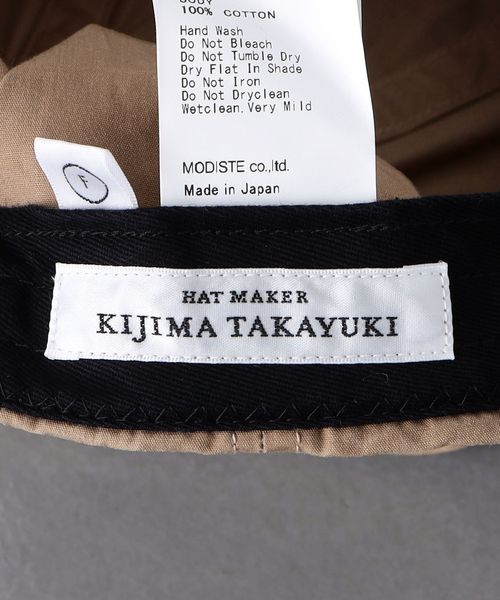 BODY
100% COTTON
Hand Wash
Do Not Bleach
Do Not Tumble Dry
Dry Flat In Shade
Do Not Iron
Do Not Dryclean
Wetclean.Very Mild
MODISTE co.,ltd.
Made in Japan
F
HAT MAKER
KIJIMA TAKAYUKI